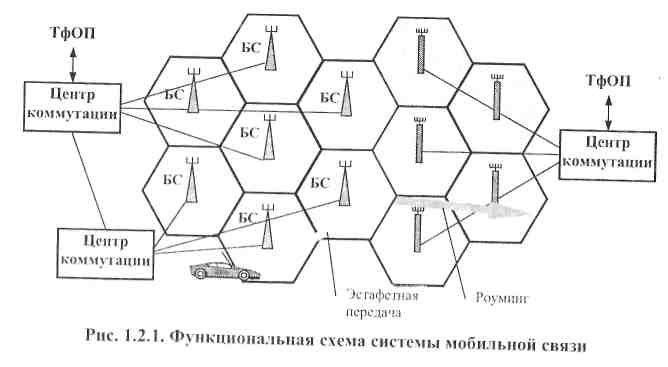 ТфОП
БС
Центр
коммутации
БС
БС
БС
ТфОП
Центр
коммутации
БС
БС
БС
Центр
коммутации
Эстафетная
передача
Роуминг
Рис. 1.2.1. Функциональная схема системы мобильной связи